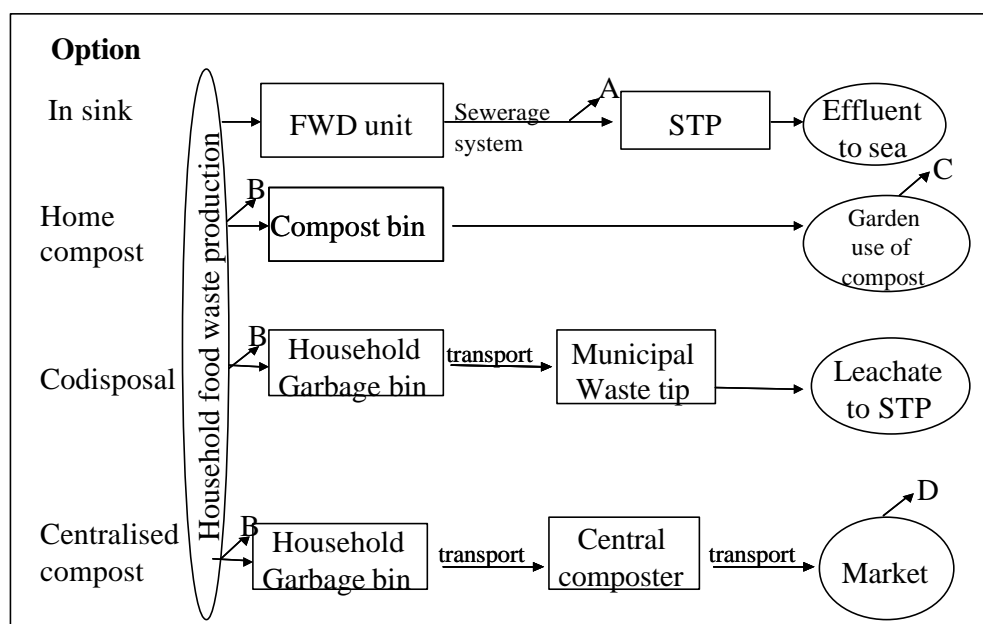 Option
In sink
FWD unit
Sewerage
system
A
STP
Effluent
to sea
Household food waste production
Home
compost
B
Compost bin
C
Garden
use of
compost
Codisposal
B
Household
Garbage bin
transport
Municipal
Waste tip
Leachate
to STP
Centralised
compost
B
Household
Garbage bin
transport
Central
composter
transport
D
Market